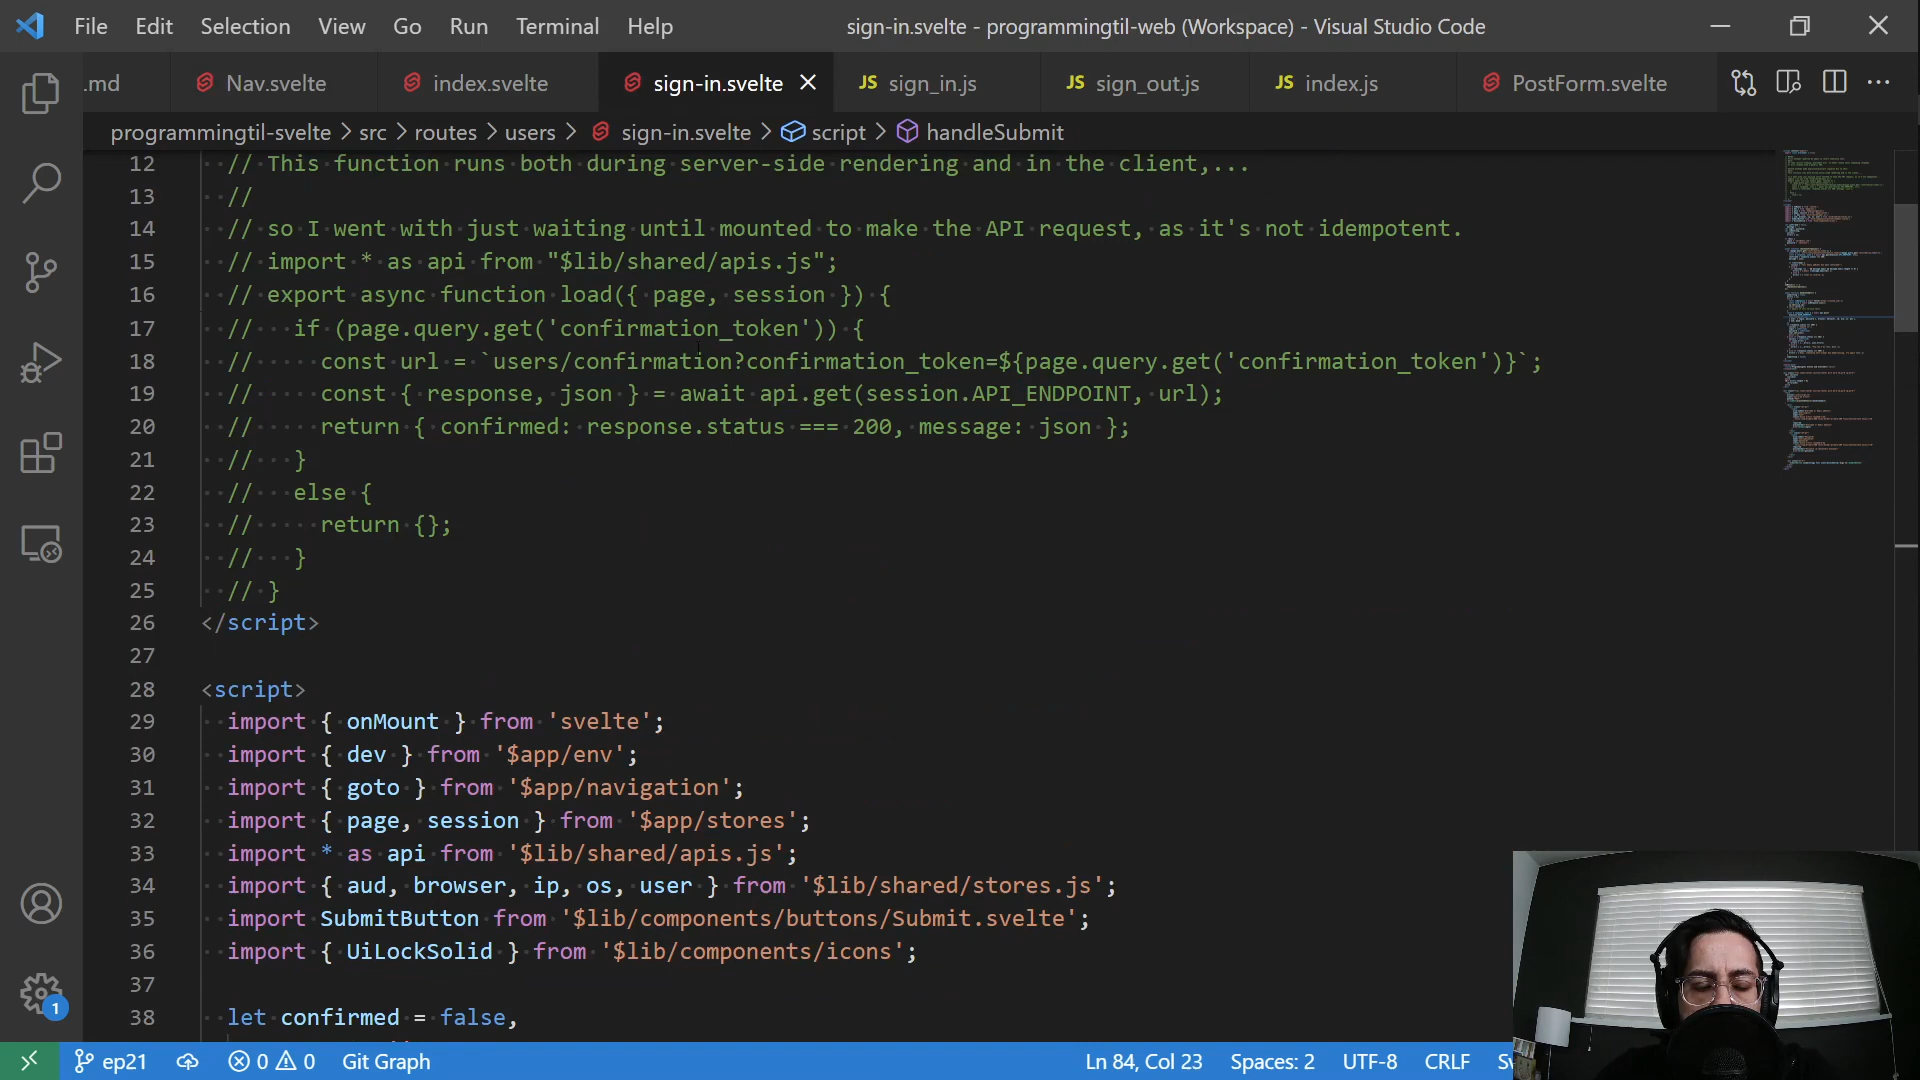 File Edit Selection View Go Run Terminal Help sign-in.svelte - programmingtil-web (Workspace) - Visual Studio Code
.md Nav.svelte index.svelte sign-in.svelte JS sign_in.js JS sign_out.js JS index.js PostForm.svelte
programmingtil-svelte > src > routes > users > sign-in.svelte > script > handleSubmit
12 // This function runs both during server-side rendering and in the client,...
13 //
14 // so I went with just waiting until mounted to make the API request, as it's not idempotent.
15 // import * as api from "$lib/shared/apis.js";
16 // export async function load({ page, session }) {
17 // if (page.query.get('confirmation_token')) {
18 // const url = `users/confirmation?confirmation_token=${page.query.get('confirmation_token')}`;
19 // const { response, json } = await api.get(session.API_ENDPOINT, url);
20 // return { confirmed: response.status === 200, message: json };
21 // }
22 // else {
23 // return {};
24 // }
25 // }
26 </script>
27
28 <script>
29 import { onMount } from 'svelte';
30 import { dev } from '$app/env';
31 import { goto } from '$app/navigation';
32 import { page, session } from '$app/stores';
33 import * as api from '$lib/shared/apis.js';
34 import { aud, browser, ip, os, user } from '$lib/shared/stores.js';
35 import SubmitButton from '$lib/components/buttons/Submit.svelte';
36 import { UiLockSolid } from '$lib/components/icons';
37
38 let confirmed = false,
1
ep21 0 0 Git Graph Ln 84, Col 23 Spaces: 2 UTF-8 CRLF